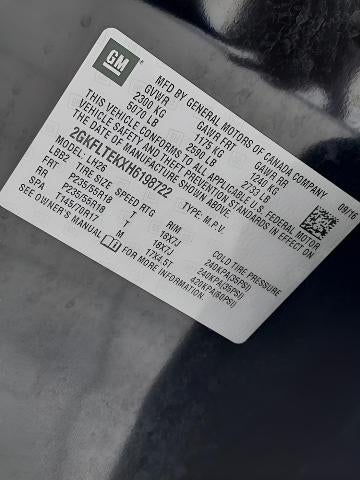 GM
MFD BY GENERAL MOTORS OF CANADA COMPANY
GVWR GAWR FRT GAWR RR
2300 KG 1175 KG 1240 KG
5070 LB 2590 LB 2733 LB
THIS VEHICLE CONFORMS TO ALL APPLICABLE U.S. FEDERAL MOTOR
VEHICLE SAFETY AND THEFT PREVENTION STANDARDS IN EFFECT ON
THE DATE OF MANUFACTURE SHOWN ABOVE.
2GKFLTEKXH6198722 TYPE: M.P.V.
MODEL: LH26
LBB2 TIRE SIZE SPEED RTG RIM COLD TIRE PRESSURE
FRT P235/55R18 T 18X7J 240KPA(35PSI)
RR P235/55R18 T 18X7J 240KPA(35PSI)
SPA T145/70R17 M 17X4.5T 420KPA(60PSI)
SEE OWNER'S MANUAL FOR MORE INFORMATION.